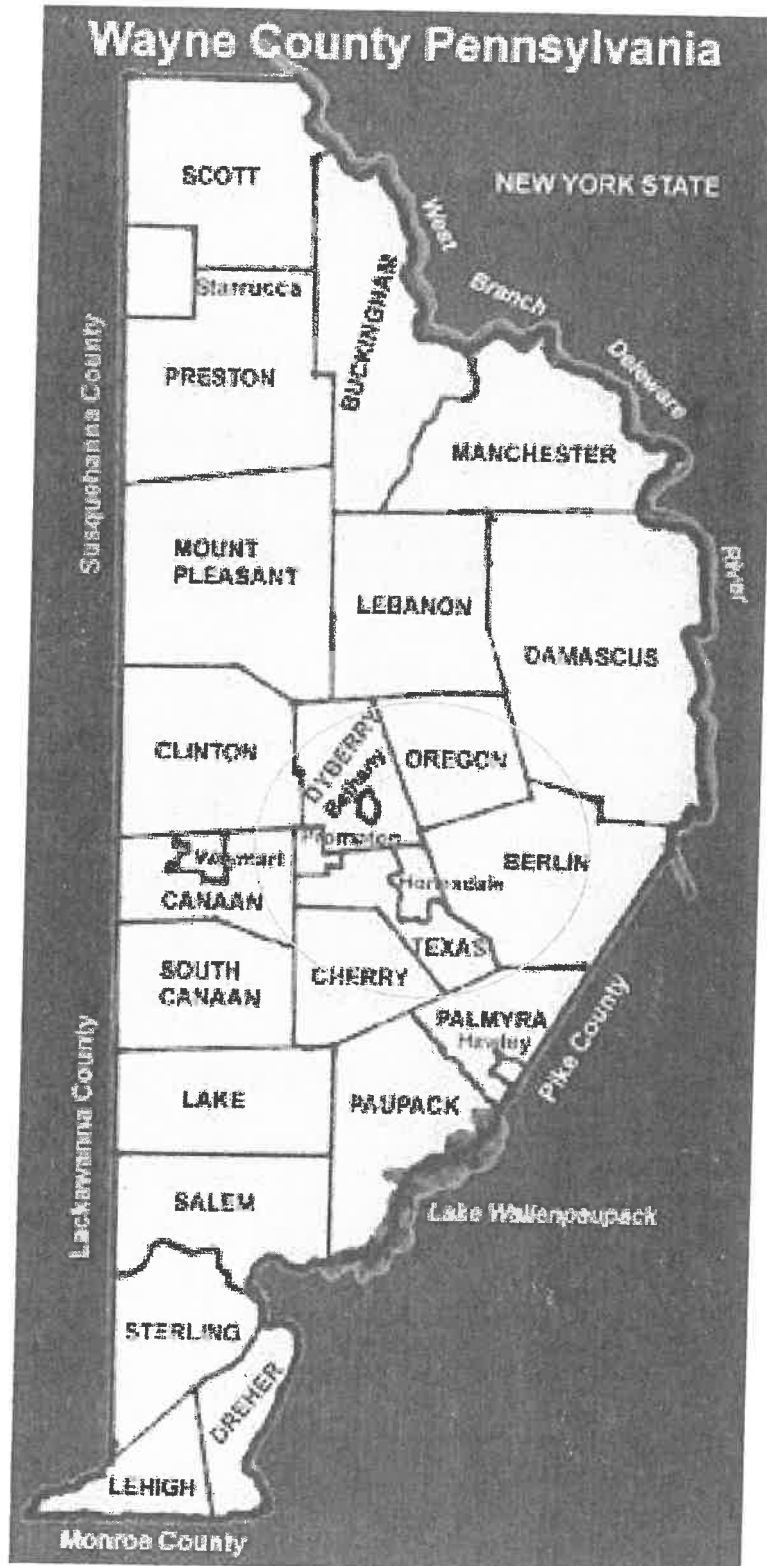 Wayne County Pennsylvania
SCOTT
NEW YORK STATE
West
Branch
Delaware
River
Starrucca
BUCKINGHAM
PRESTON
Susquehanna County
MANCHESTER
MOUNT
PLEASANT
LEBANON
DAMASCUS
CLINTON
DYBERRY
Bethany
OREGON
Prompton
Waymart
Honesdale
BERLIN
CANAAN
TEXAS
SOUTH
CANAAN
CHERRY
PALMYRA
Hawley
Pike County
Lackawanna County
LAKE
PAUPACK
SALEM
Lake Wallenpaupack
STERLING
DREHER
LEHIGH
Monroe County